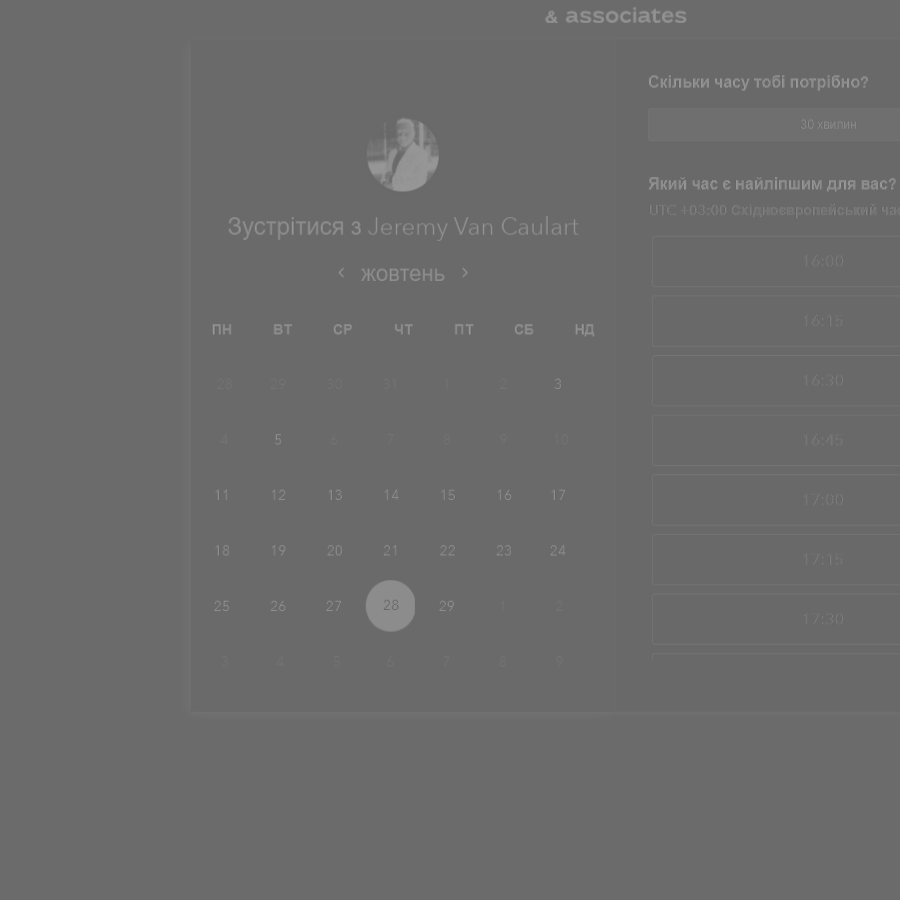 & associates
Зустрітися з Jeremy Van Caulart
‹ жовтень ›
ПН ВТ СР ЧТ ПТ СБ НД
28 29 30 31 1 2 3
4 5 6 7 8 9 10
11 12 13 14 15 16 17
18 19 20 21 22 23 24
25 26 27 28 29 1 2
3 4 5 6 7 8 9
Скільки часу тобі потрібно?
30 хвилин
Який час є найліпшим для вас?
UTC +03:00 Східноєвропейський час
16:00
16:15
16:30
16:45
17:00
17:15
17:30